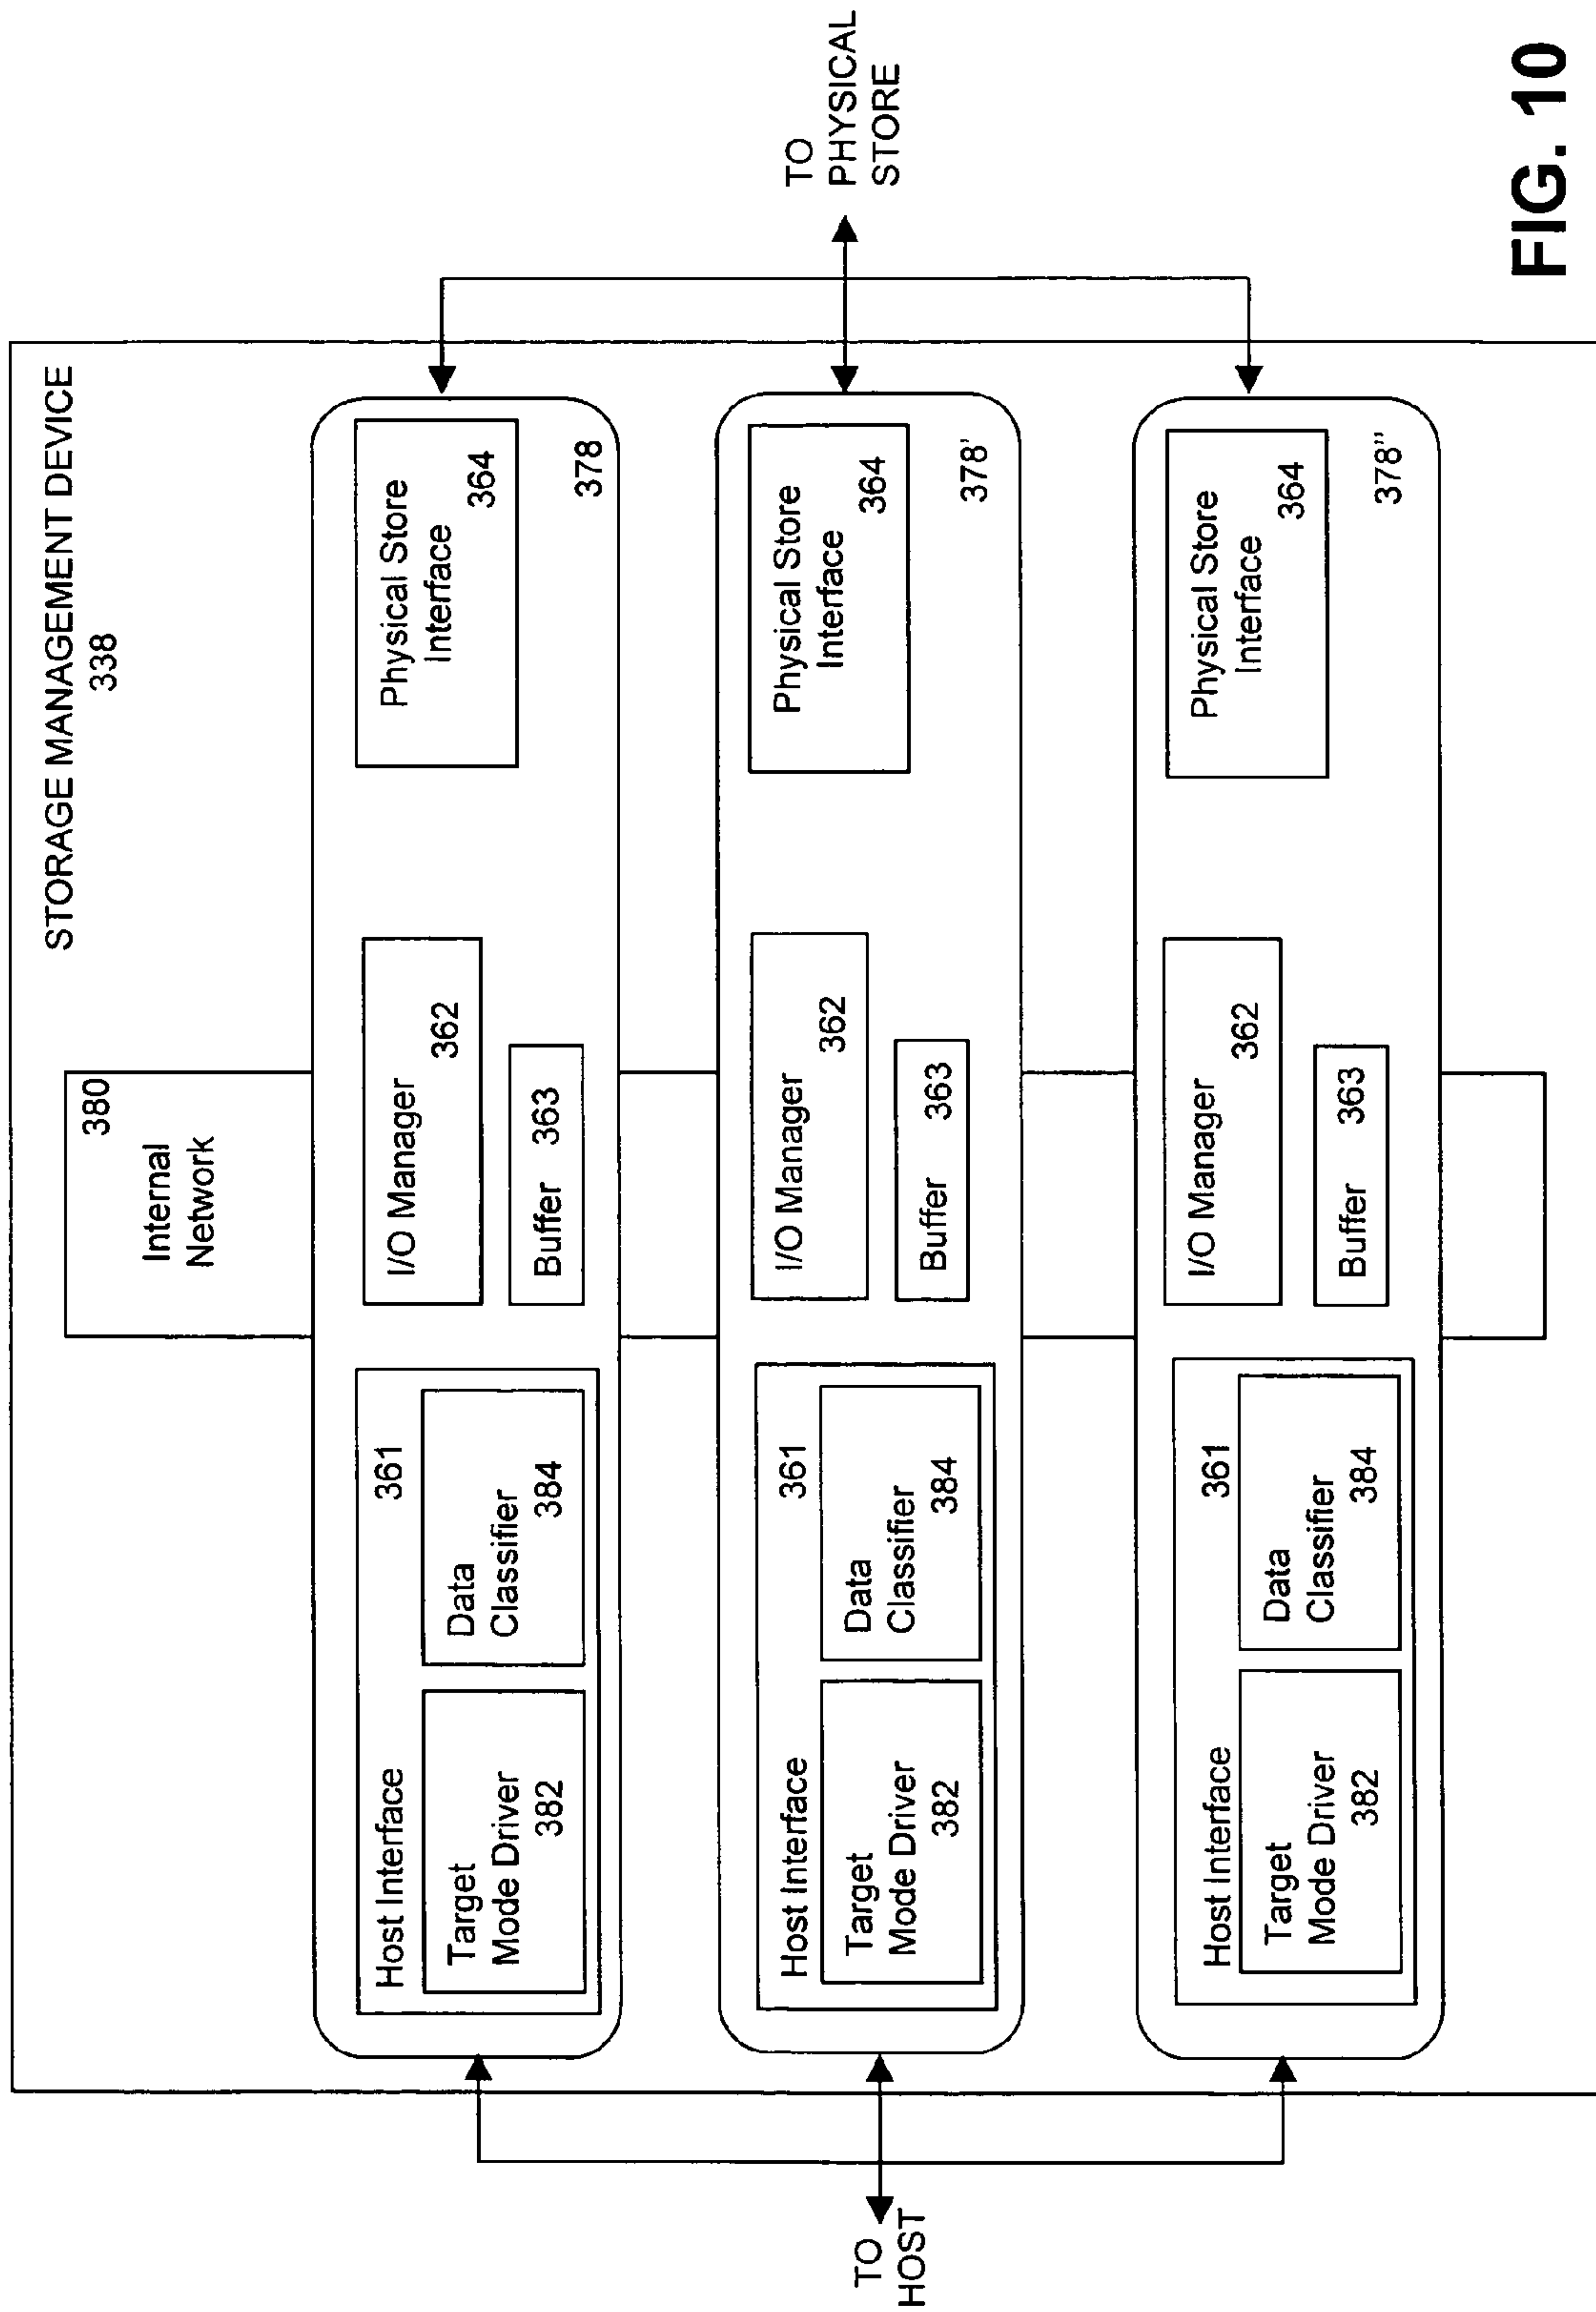 STORAGE MANAGEMENT DEVICE
338
380
Internal
Network
Host Interface
361
Target
Mode Driver
382
Data
Classifier
384
I/O Manager
362
Buffer 363
Physical Store
Interface
364
378
TO
HOST
Host Interface
361
Target
Mode Driver
382
Data
Classifier
384
I/O Manager
362
Buffer 363
Physical Store
Interface
364
378'
TO
PHYSICAL
STORE
Host Interface
361
Target
Mode Driver
382
Data
Classifier
384
I/O Manager
362
Buffer 363
Physical Store
Interface
364
378"
FIG. 10